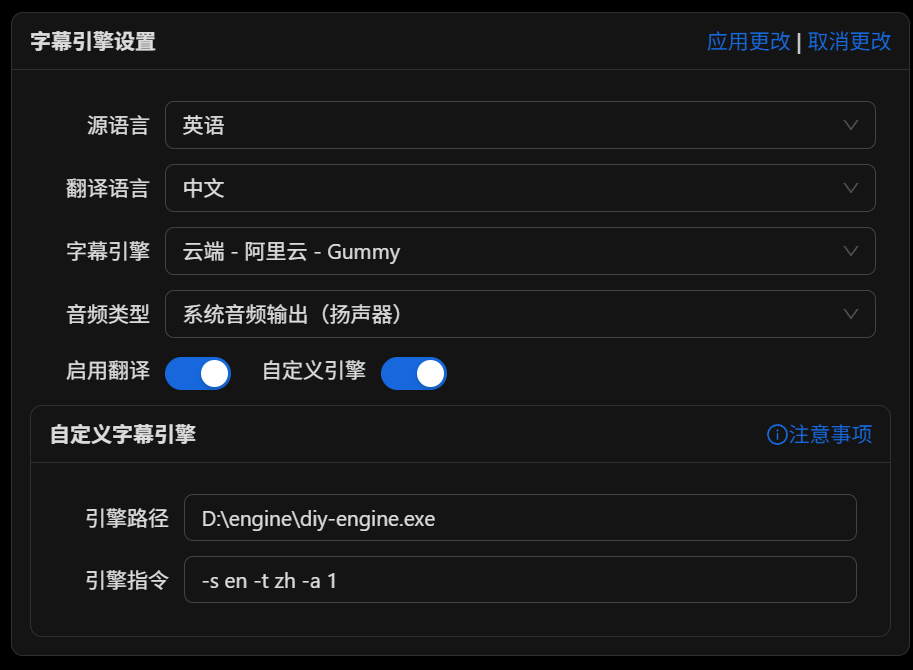 字幕引擎设置 应用更改 | 取消更改
源语言 英语
翻译语言 中文
字幕引擎 云端 - 阿里云 - Gummy
音频类型 系统音频输出（扬声器）
启用翻译 自定义引擎
自定义字幕引擎 注意事项
引擎路径 D:\engine\diy-engine.exe
引擎指令 -s en -t zh -a 1